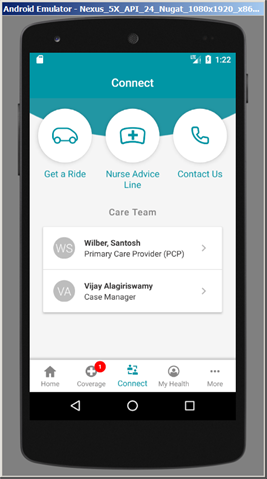 Android Emulator - Nexus_5X_API_24_Nugat_1080x1920_x86...
1:22
Connect
Get a Ride
Nurse Advice
Line
Contact Us
Care Team
WS
Wilber, Santosh
Primary Care Provider (PCP)
VA
Vijay Alagiriswamy
Case Manager
1
Home
Coverage
Connect
My Health
More